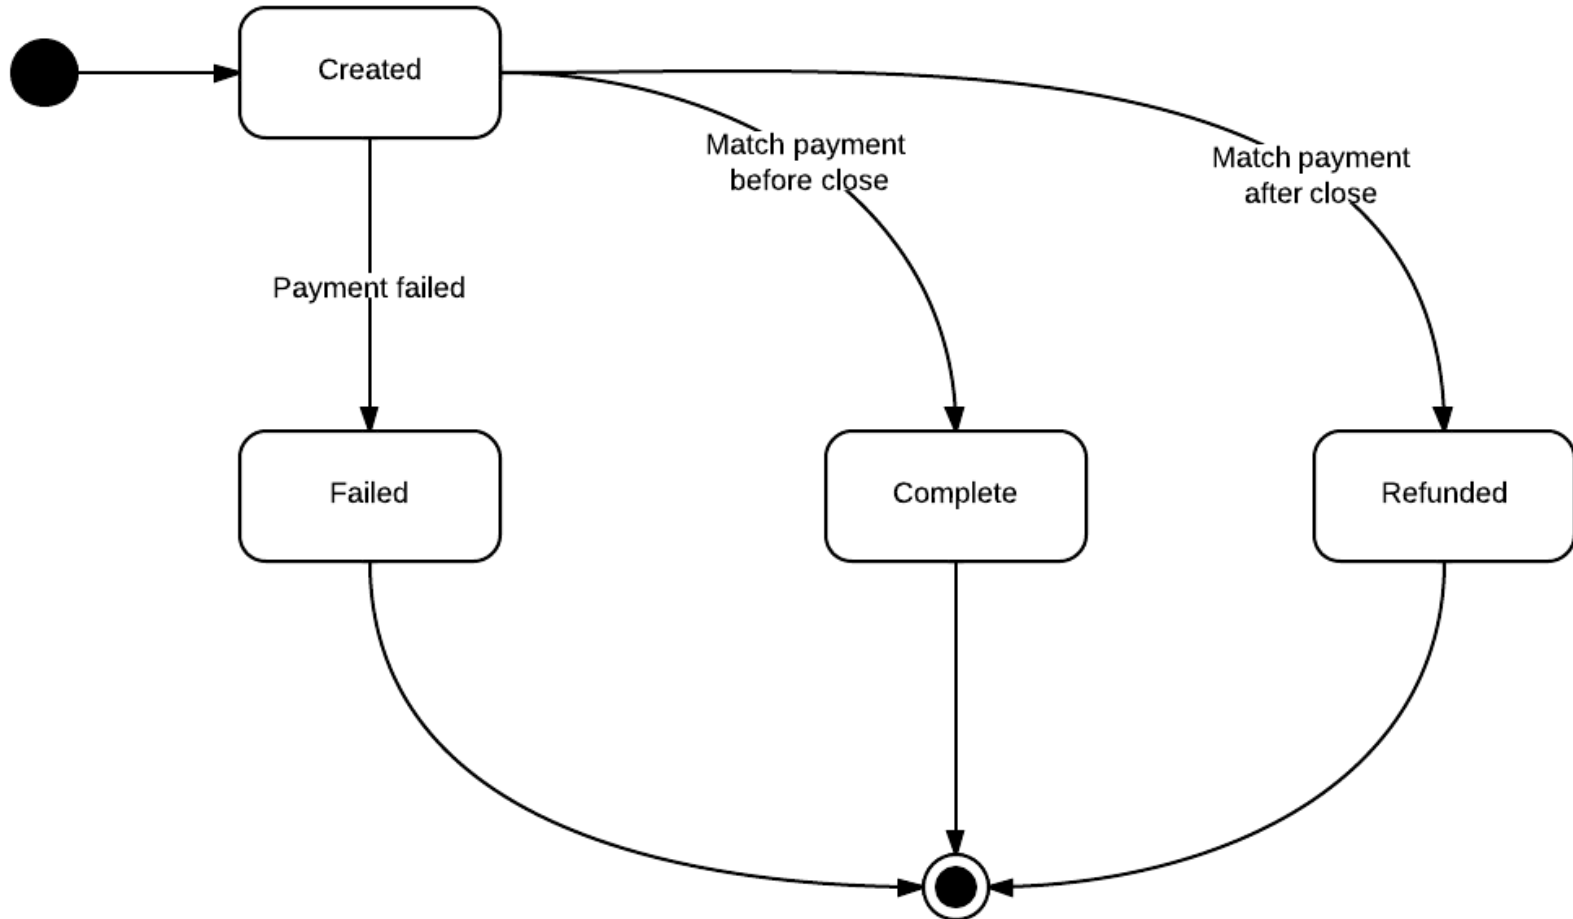 Created
Match payment
before close
Match payment
after close
Payment failed
Failed
Complete
Refunded